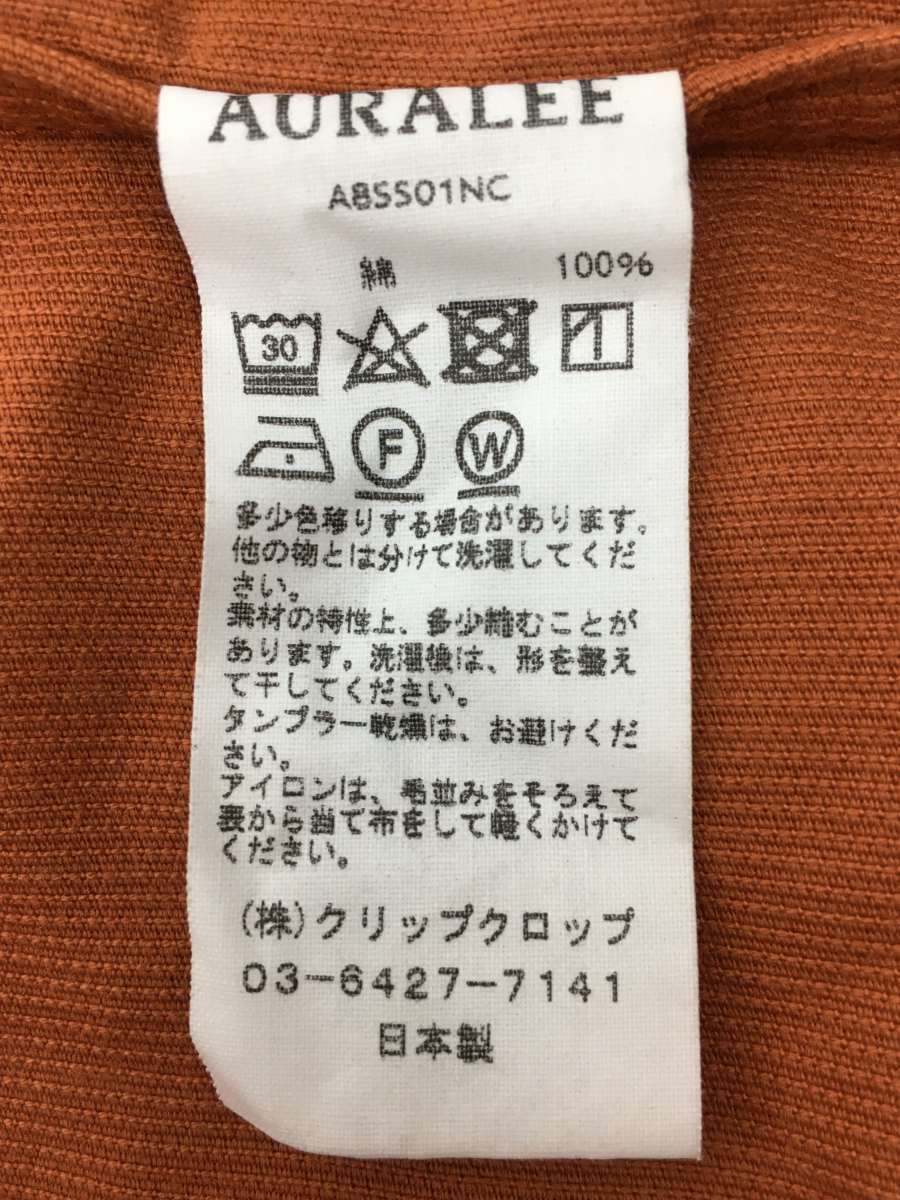 AURALEE
A8SS01NC
綿 100%
30
F W
多少色移りする場合があります。
他の物とは分けて洗濯してくだ
さい。
素材の特性上、多少縮むことが
あります。洗濯後は、形を整え
て干してください。
タンブラー乾燥は、お避けくだ
さい。
アイロンは、毛並みをそろえて
裏から当て布をして軽くかけて
ください。
(株)クリップクロップ
03-6427-7141
日本製